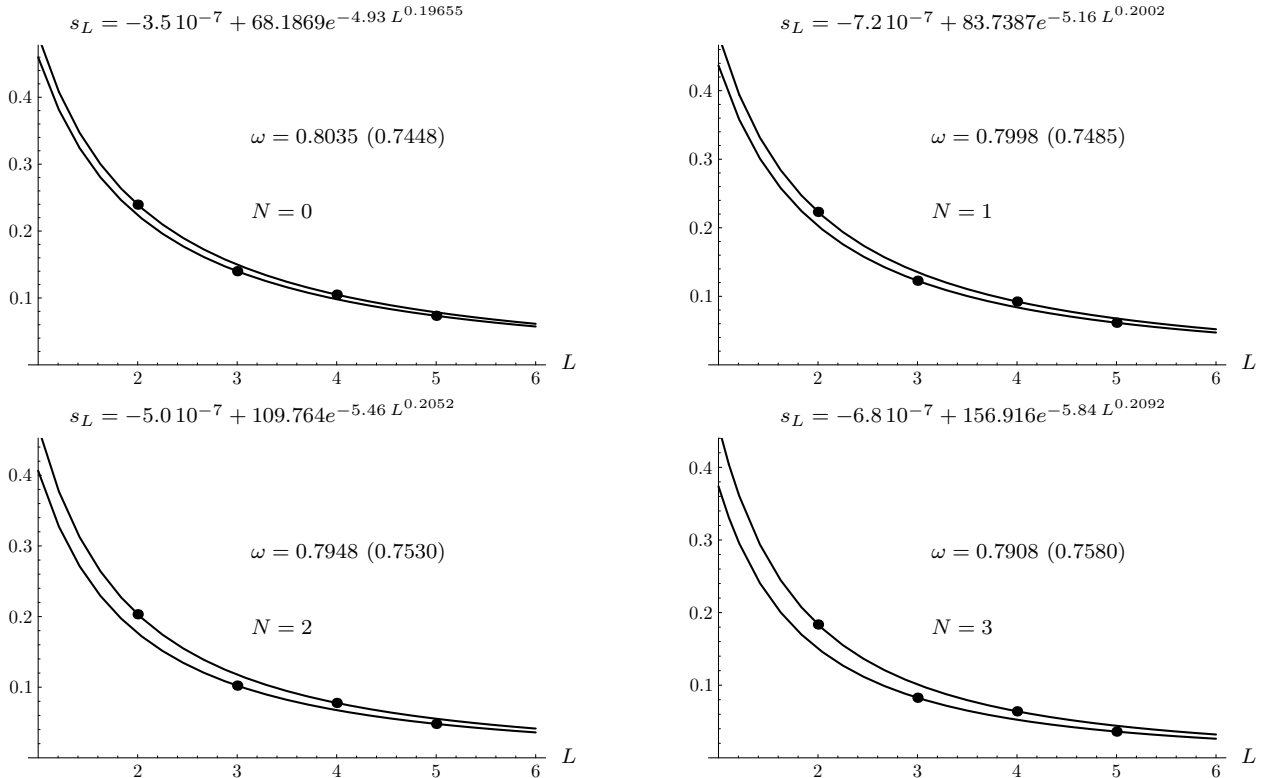 s_L = −3.5 10^{−7} + 68.1869e^{−4.93 L^{0.19655}}
0.4
0.3
0.2
0.1
ω = 0.8035 (0.7448)
N = 0
2 3 4 5 6 L
s_L = −7.2 10^{−7} + 83.7387e^{−5.16 L^{0.2002}}
0.4
0.3
0.2
0.1
ω = 0.7998 (0.7485)
N = 1
2 3 4 5 6 L
s_L = −5.0 10^{−7} + 109.764e^{−5.46 L^{0.2052}}
0.4
0.3
0.2
0.1
ω = 0.7948 (0.7530)
N = 2
2 3 4 5 6 L
s_L = −6.8 10^{−7} + 156.916e^{−5.84 L^{0.2092}}
0.4
0.3
0.2
0.1
ω = 0.7908 (0.7580)
N = 3
2 3 4 5 6 L